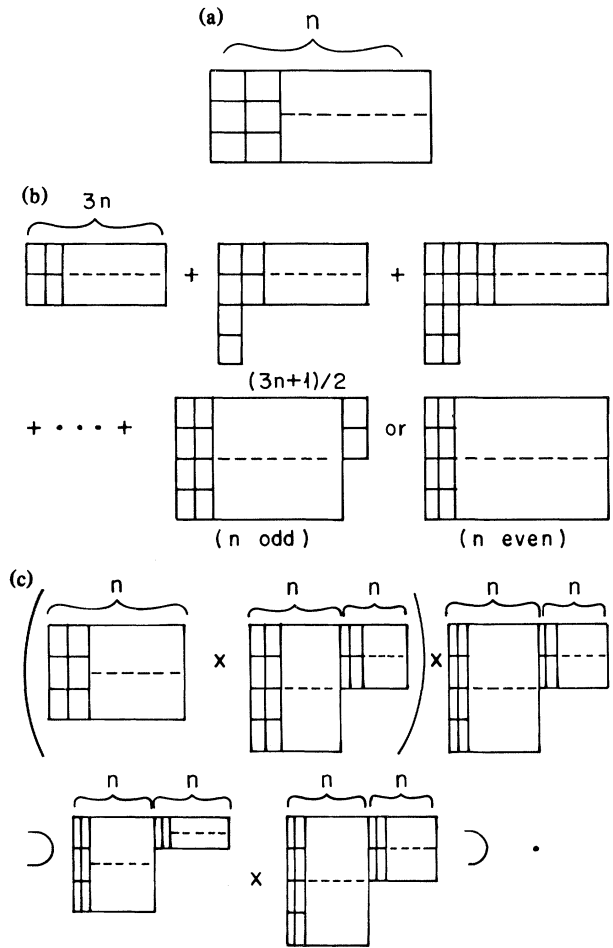 (a)
n
(b)
3n
+ +
(3n+1)/2
+ · · · · +
or
(n odd) (n even)
(c)
n n n n n
( x ) x
n n n n
⊃ x ⊃ ·